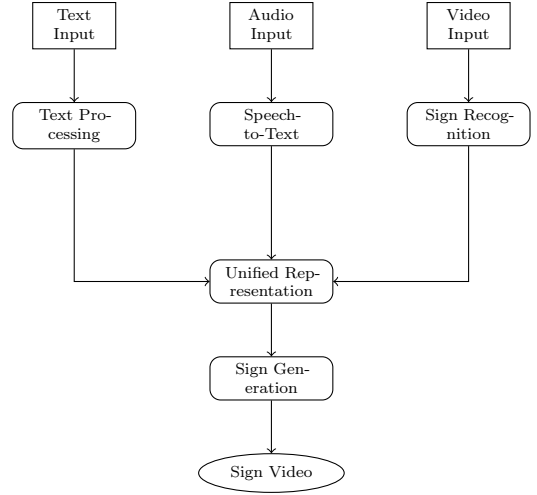 Text
Input
Audio
Input
Video
Input
Text Pro-
cessing
Speech-
to-Text
Sign Recog-
nition
Unified Rep-
resentation
Sign Gen-
eration
Sign Video